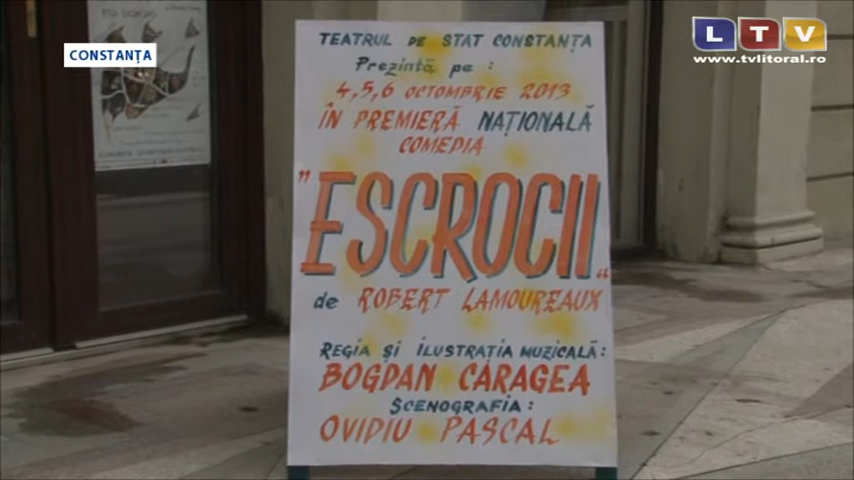 CONSTANȚA
LTV
www.tvlitoral.ro
TEATRUL DE STAT CONSTANȚA
Prezintă pe :
4,5,6 OCTOMBRIE 2013
ÎN PREMIERĂ NAȚIONALĂ
COMEDIA
"ESCROCII"
de ROBERT LAMOUREAUX
REGIA ȘI ILUSTRAȚIA MUZICALĂ :
BOGDAN CARAGEA
SCENOGRAFIA :
OVIDIU PASCAL